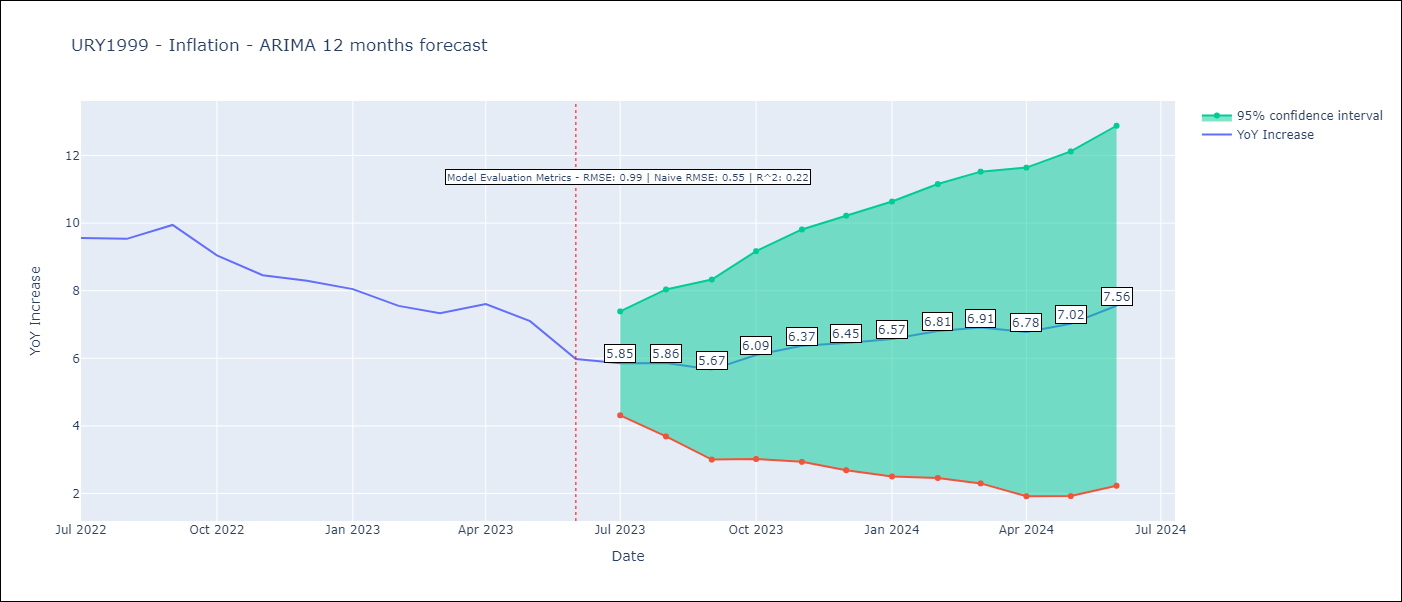 URY1999 - Inflation - ARIMA 12 months forecast
95% confidence interval
YoY Increase
Model Evaluation Metrics - RMSE: 0.99 | Naive RMSE: 0.55 | R^2: 0.22
YoY Increase
12
10
8
6
4
2
5.85
5.86
5.67
6.09
6.37
6.45
6.57
6.81
6.91
6.78
7.02
7.56
Jul 2022
Oct 2022
Jan 2023
Apr 2023
Jul 2023
Oct 2023
Jan 2024
Apr 2024
Jul 2024
Date